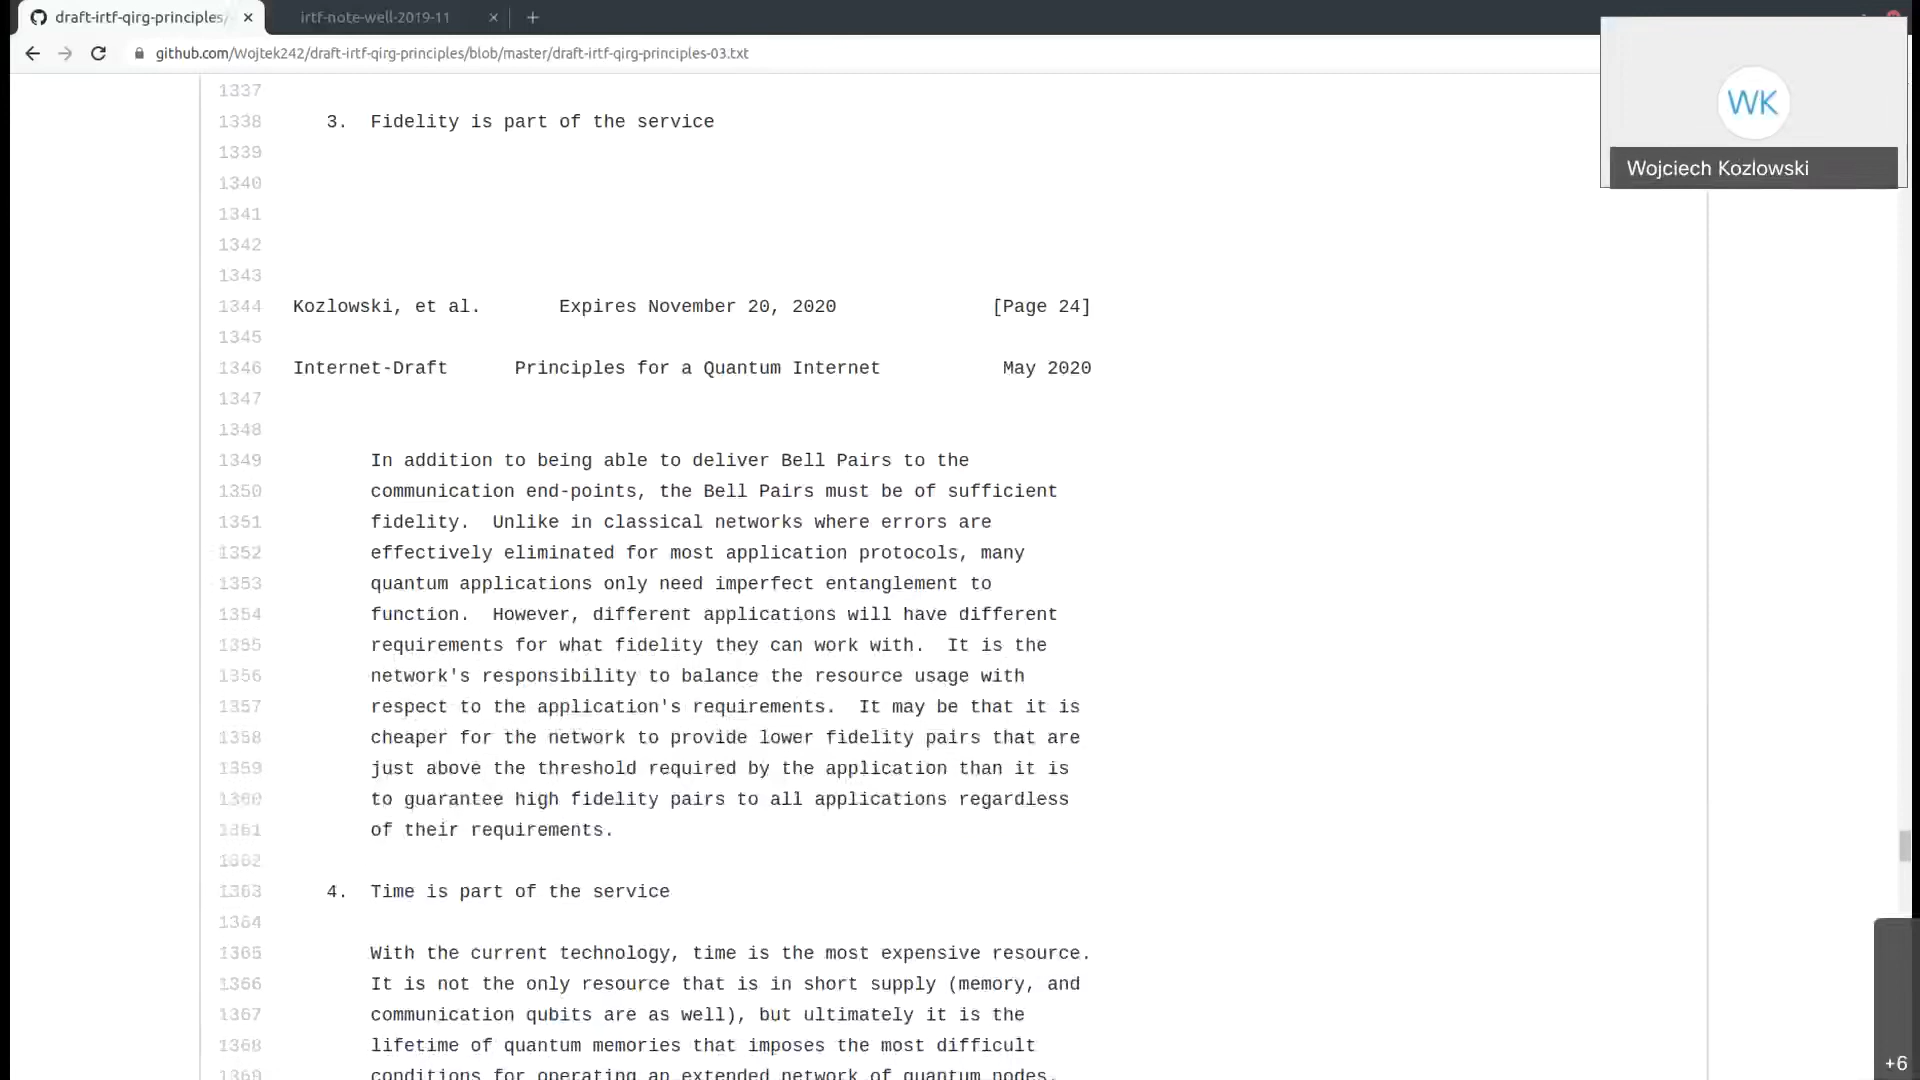 draft-irtf-qirg-principles/
irtf-note-well-2019-11
github.com/Wojtek242/draft-irtf-qirg-principles/blob/master/draft-irtf-qirg-principles-03.txt
WK
Wojciech Kozlowski
1337
1338 3. Fidelity is part of the service
1339
1340
1341
1342
1343
1344 Kozlowski, et al. Expires November 20, 2020 [Page 24]
1345
1346 Internet-Draft Principles for a Quantum Internet May 2020
1347
1348
1349 In addition to being able to deliver Bell Pairs to the
1350 communication end-points, the Bell Pairs must be of sufficient
1351 fidelity. Unlike in classical networks where errors are
1352 effectively eliminated for most application protocols, many
1353 quantum applications only need imperfect entanglement to
1354 function. However, different applications will have different
1355 requirements for what fidelity they can work with. It is the
1356 network's responsibility to balance the resource usage with
1357 respect to the application's requirements. It may be that it is
1358 cheaper for the network to provide lower fidelity pairs that are
1359 just above the threshold required by the application than it is
1360 to guarantee high fidelity pairs to all applications regardless
1361 of their requirements.
1362
1363 4. Time is part of the service
1364
1365 With the current technology, time is the most expensive resource.
1366 It is not the only resource that is in short supply (memory, and
1367 communication qubits are as well), but ultimately it is the
1368 lifetime of quantum memories that imposes the most difficult
1369 conditions for operating an extended network of quantum nodes.
+6